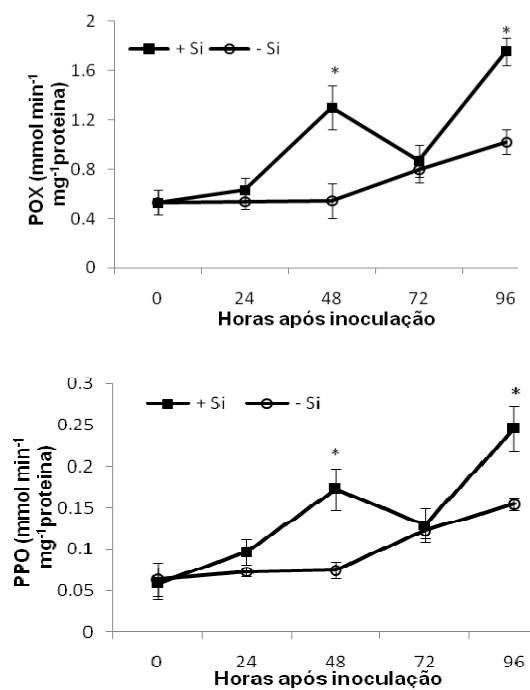 2
1.6
1.2
0.8
0.4
0
POX (mmol min-1
mg-1proteina)
+ Si - Si
*
*
0 24 48 72 96
Horas após inoculação
0.3
0.25
0.2
0.15
0.1
0.05
0
PPO (mmol min-1
mg-1proteina)
+ Si - Si
*
*
0 24 48 72 96
Horas após inoculação